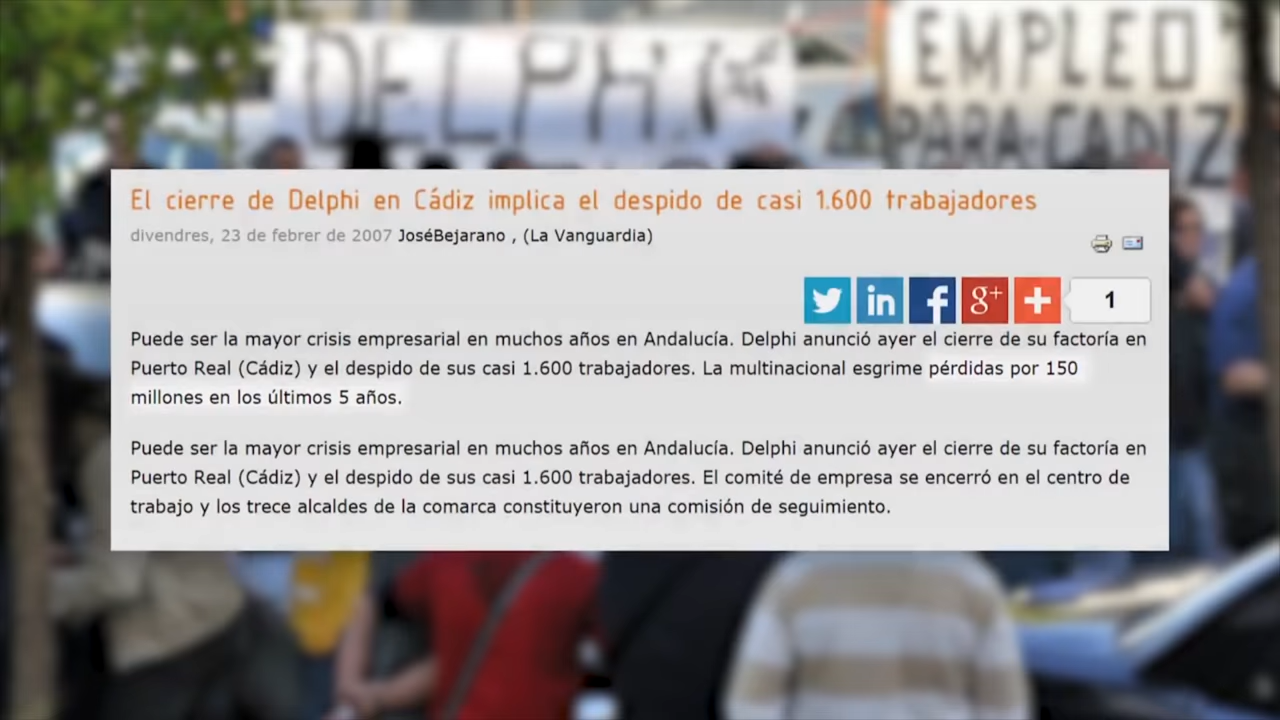 DELPHI
EMPLEO
PARA CADIZ
El cierre de Delphi en Cádiz implica el despido de casi 1.600 trabajadores
divendres, 23 de febrer de 2007 JoséBejarano , (La Vanguardia)
in f g+ + 1
Puede ser la mayor crisis empresarial en muchos años en Andalucía. Delphi anunció ayer el cierre de su factoría en
Puerto Real (Cádiz) y el despido de sus casi 1.600 trabajadores. La multinacional esgrime pérdidas por 150
millones en los últimos 5 años.
Puede ser la mayor crisis empresarial en muchos años en Andalucía. Delphi anunció ayer el cierre de su factoría en
Puerto Real (Cádiz) y el despido de sus casi 1.600 trabajadores. El comité de empresa se encerró en el centro de
trabajo y los trece alcaldes de la comarca constituyeron una comisión de seguimiento.